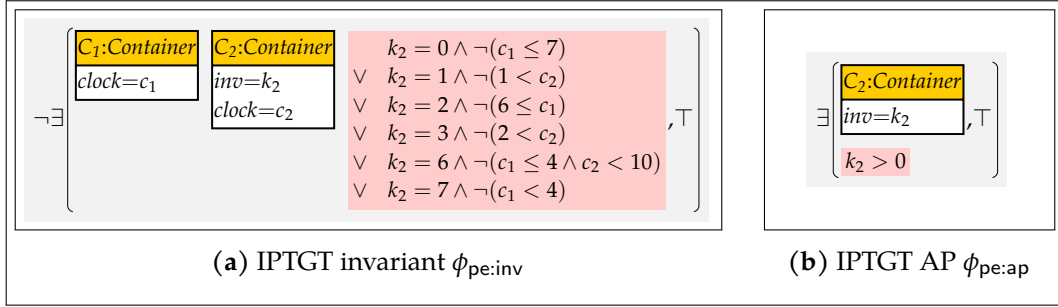 C₁:Container C₂:Container k₂ = 0 ∧ ¬(c₁ ≤ 7)
clock=c₁ inv=k₂ ∨ k₂ = 1 ∧ ¬(1 < c₂)
clock=c₂ ∨ k₂ = 2 ∧ ¬(6 ≤ c₁)
¬∃ ∨ k₂ = 3 ∧ ¬(2 < c₂) ,⊤
∨ k₂ = 6 ∧ ¬(c₁ ≤ 4 ∧ c₂ < 10)
∨ k₂ = 7 ∧ ¬(c₁ < 4)
(a) IPTGT invariant ϕpe:inv
C₂:Container
∃ inv=k₂ ,⊤
k₂ > 0
(b) IPTGT AP ϕpe:ap